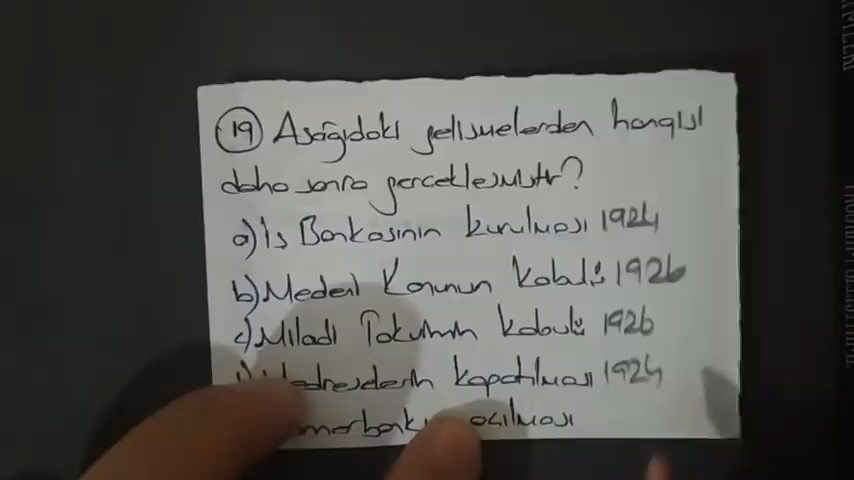 19 Aşağıdaki gelişmelerden hangisi
daha sonra gerçekleşmiştir?
a) İş Bankasının kurulması 1924
b) Medeni Kanunun kabulü 1926
c) Miladi Takvimin kabulü 1926
Medreselerin kapatılması 1924
açılması